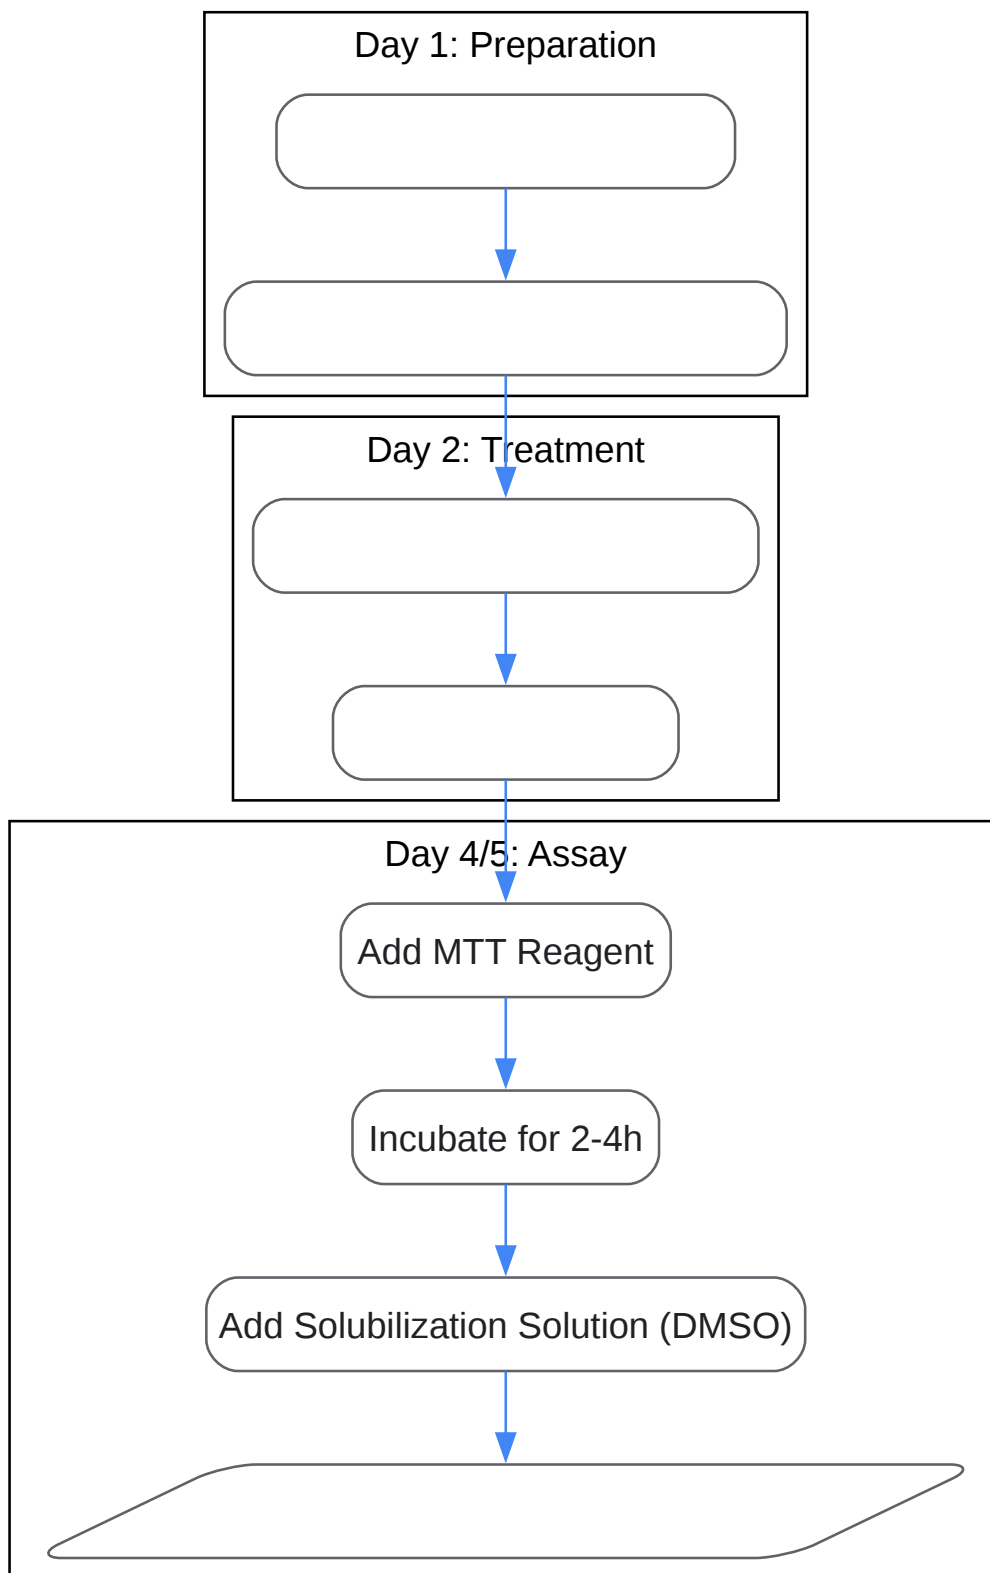 Day 1: Preparation
Day 2: Treatment
Day 4/5: Assay
Add MTT Reagent
Incubate for 2-4h
Add Solubilization Solution (DMSO)